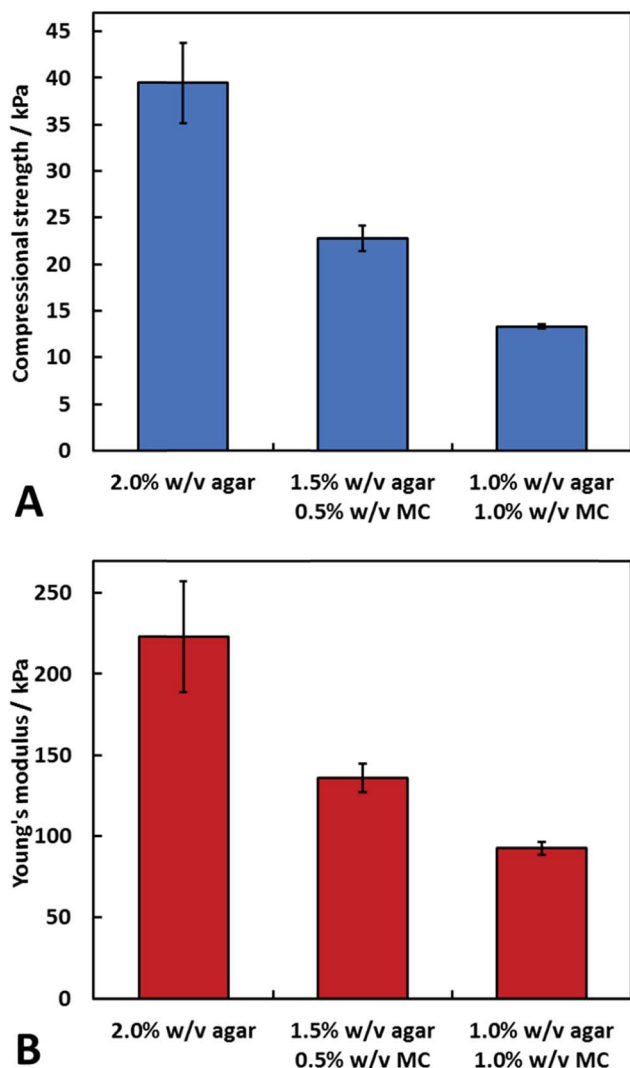 Compressional strength / kPa
45
40
35
30
25
20
15
10
5
0
2.0% w/v agar
1.5% w/v agar
0.5% w/v MC
1.0% w/v agar
1.0% w/v MC
A
Young's modulus / kPa
250
200
150
100
50
0
2.0% w/v agar
1.5% w/v agar
0.5% w/v MC
1.0% w/v agar
1.0% w/v MC
B